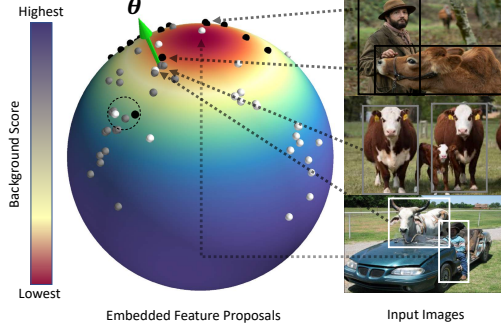 Highest
θ
Background Score
Lowest
Embedded Feature Proposals
Input Images